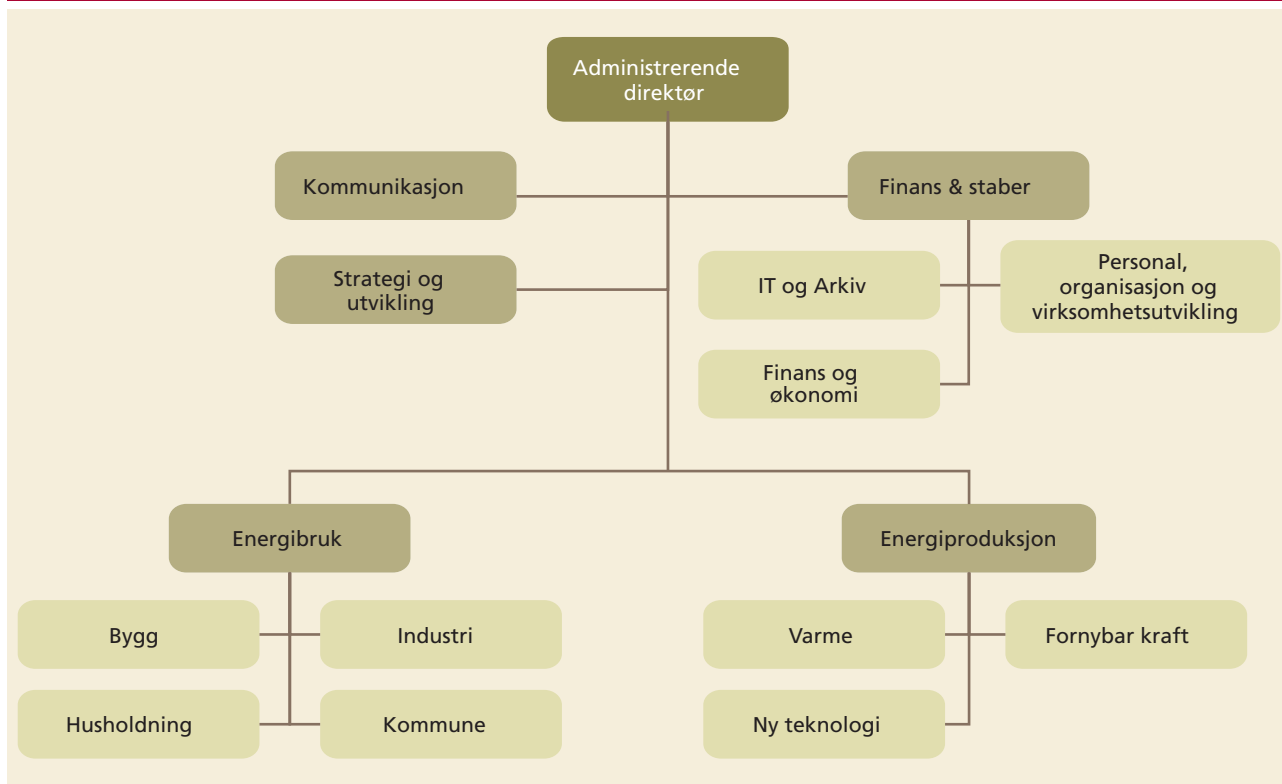 Administrerende
direktør
Kommunikasjon
Finans & staber
Strategi og
utvikling
IT og Arkiv
Personal,
organisasjon og
virksomhetsutvikling
Finans og
økonomi
Energibruk
Energiproduksjon
Bygg
Industri
Varme
Fornybar kraft
Husholdning
Kommune
Ny teknologi